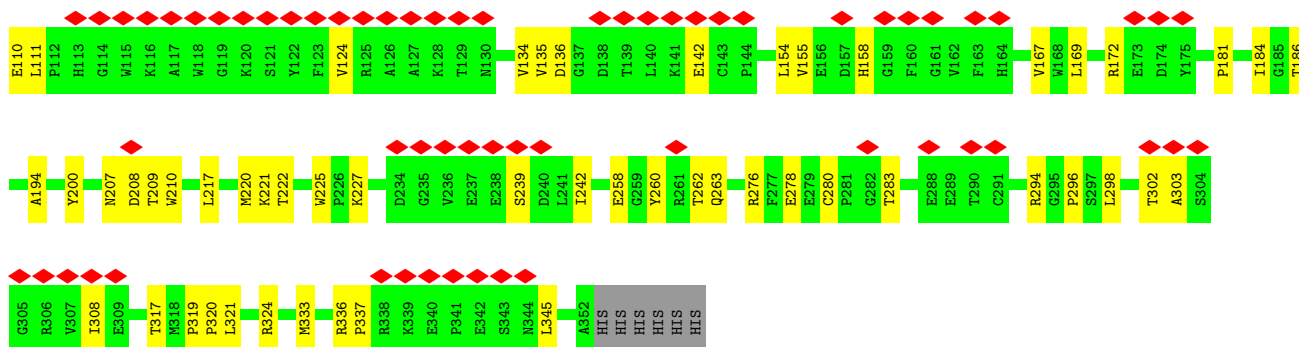 E110 L111 P112 H113 G114 W115 K116 A117 W118 G119 K120 S121 Y122 F123 V124 R125 A126 A127 K128 T129 N130 V134 V135 D136 G137 D138 T139 L140 K141 E142 C143 P144 L154 V155 E156 D157 H158 G159 F160 G161 V162 F163 H164 V167 W168 L169 R172 E173 D174 Y175 P181 I184 G185 T186
A194 Y200 N207 D208 T209 W210 L217 M220 K221 T222 W225 P226 K227 D234 G235 V236 E237 E238 S239 D240 L241 I242 E258 G259 Y260 R261 T262 Q263 R276 F277 E278 E279 C280 P281 G282 T283 E288 E289 T290 C291 R294 G295 P296 S297 L298 T302 A303 S304
G305 R306 V307 I308 E309 T317 M318 P319 P320 L321 R324 M333 R336 P337 R338 K339 E340 P341 E342 S343 N344 L345 A352 HIS HIS HIS HIS HIS HIS